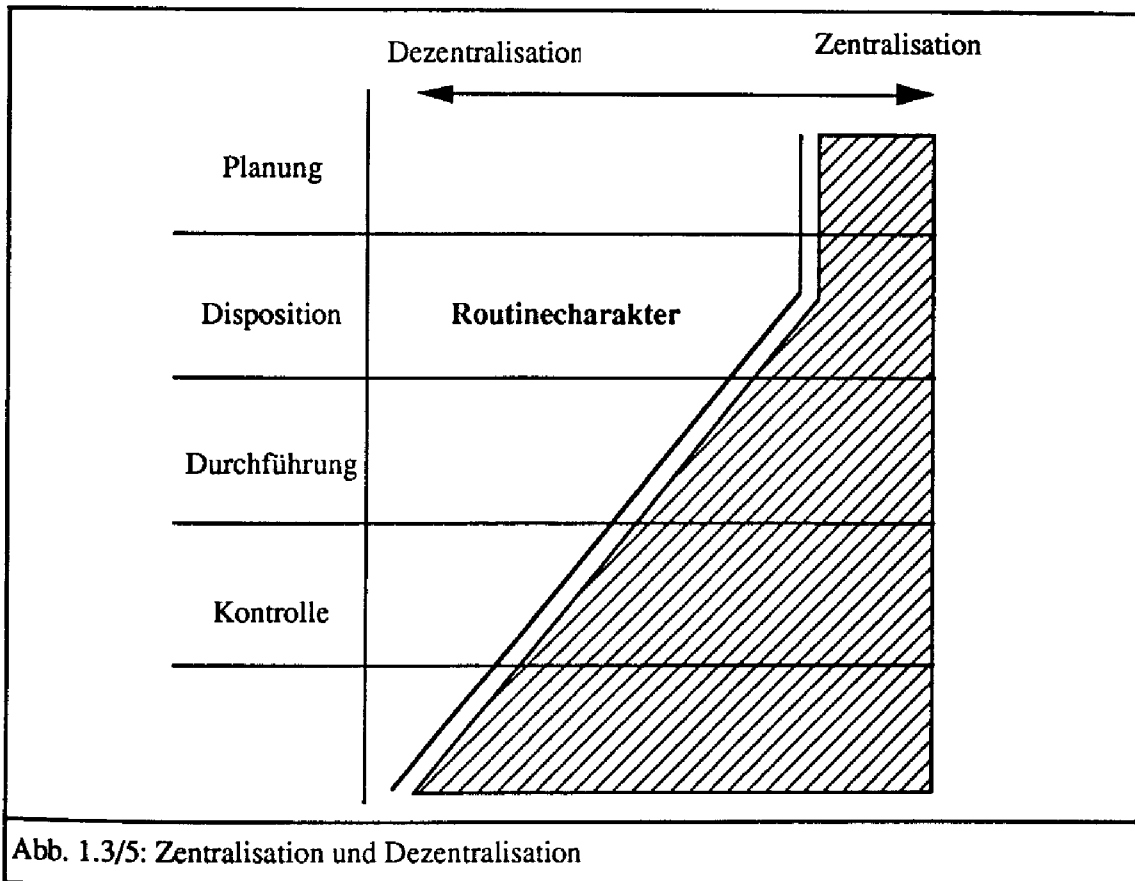 Dezentralisation
Zentralisation
Planung
Disposition
Routinecharakter
Durchführung
Kontrolle
Abb. 1.3/5: Zentralisation und Dezentralisation